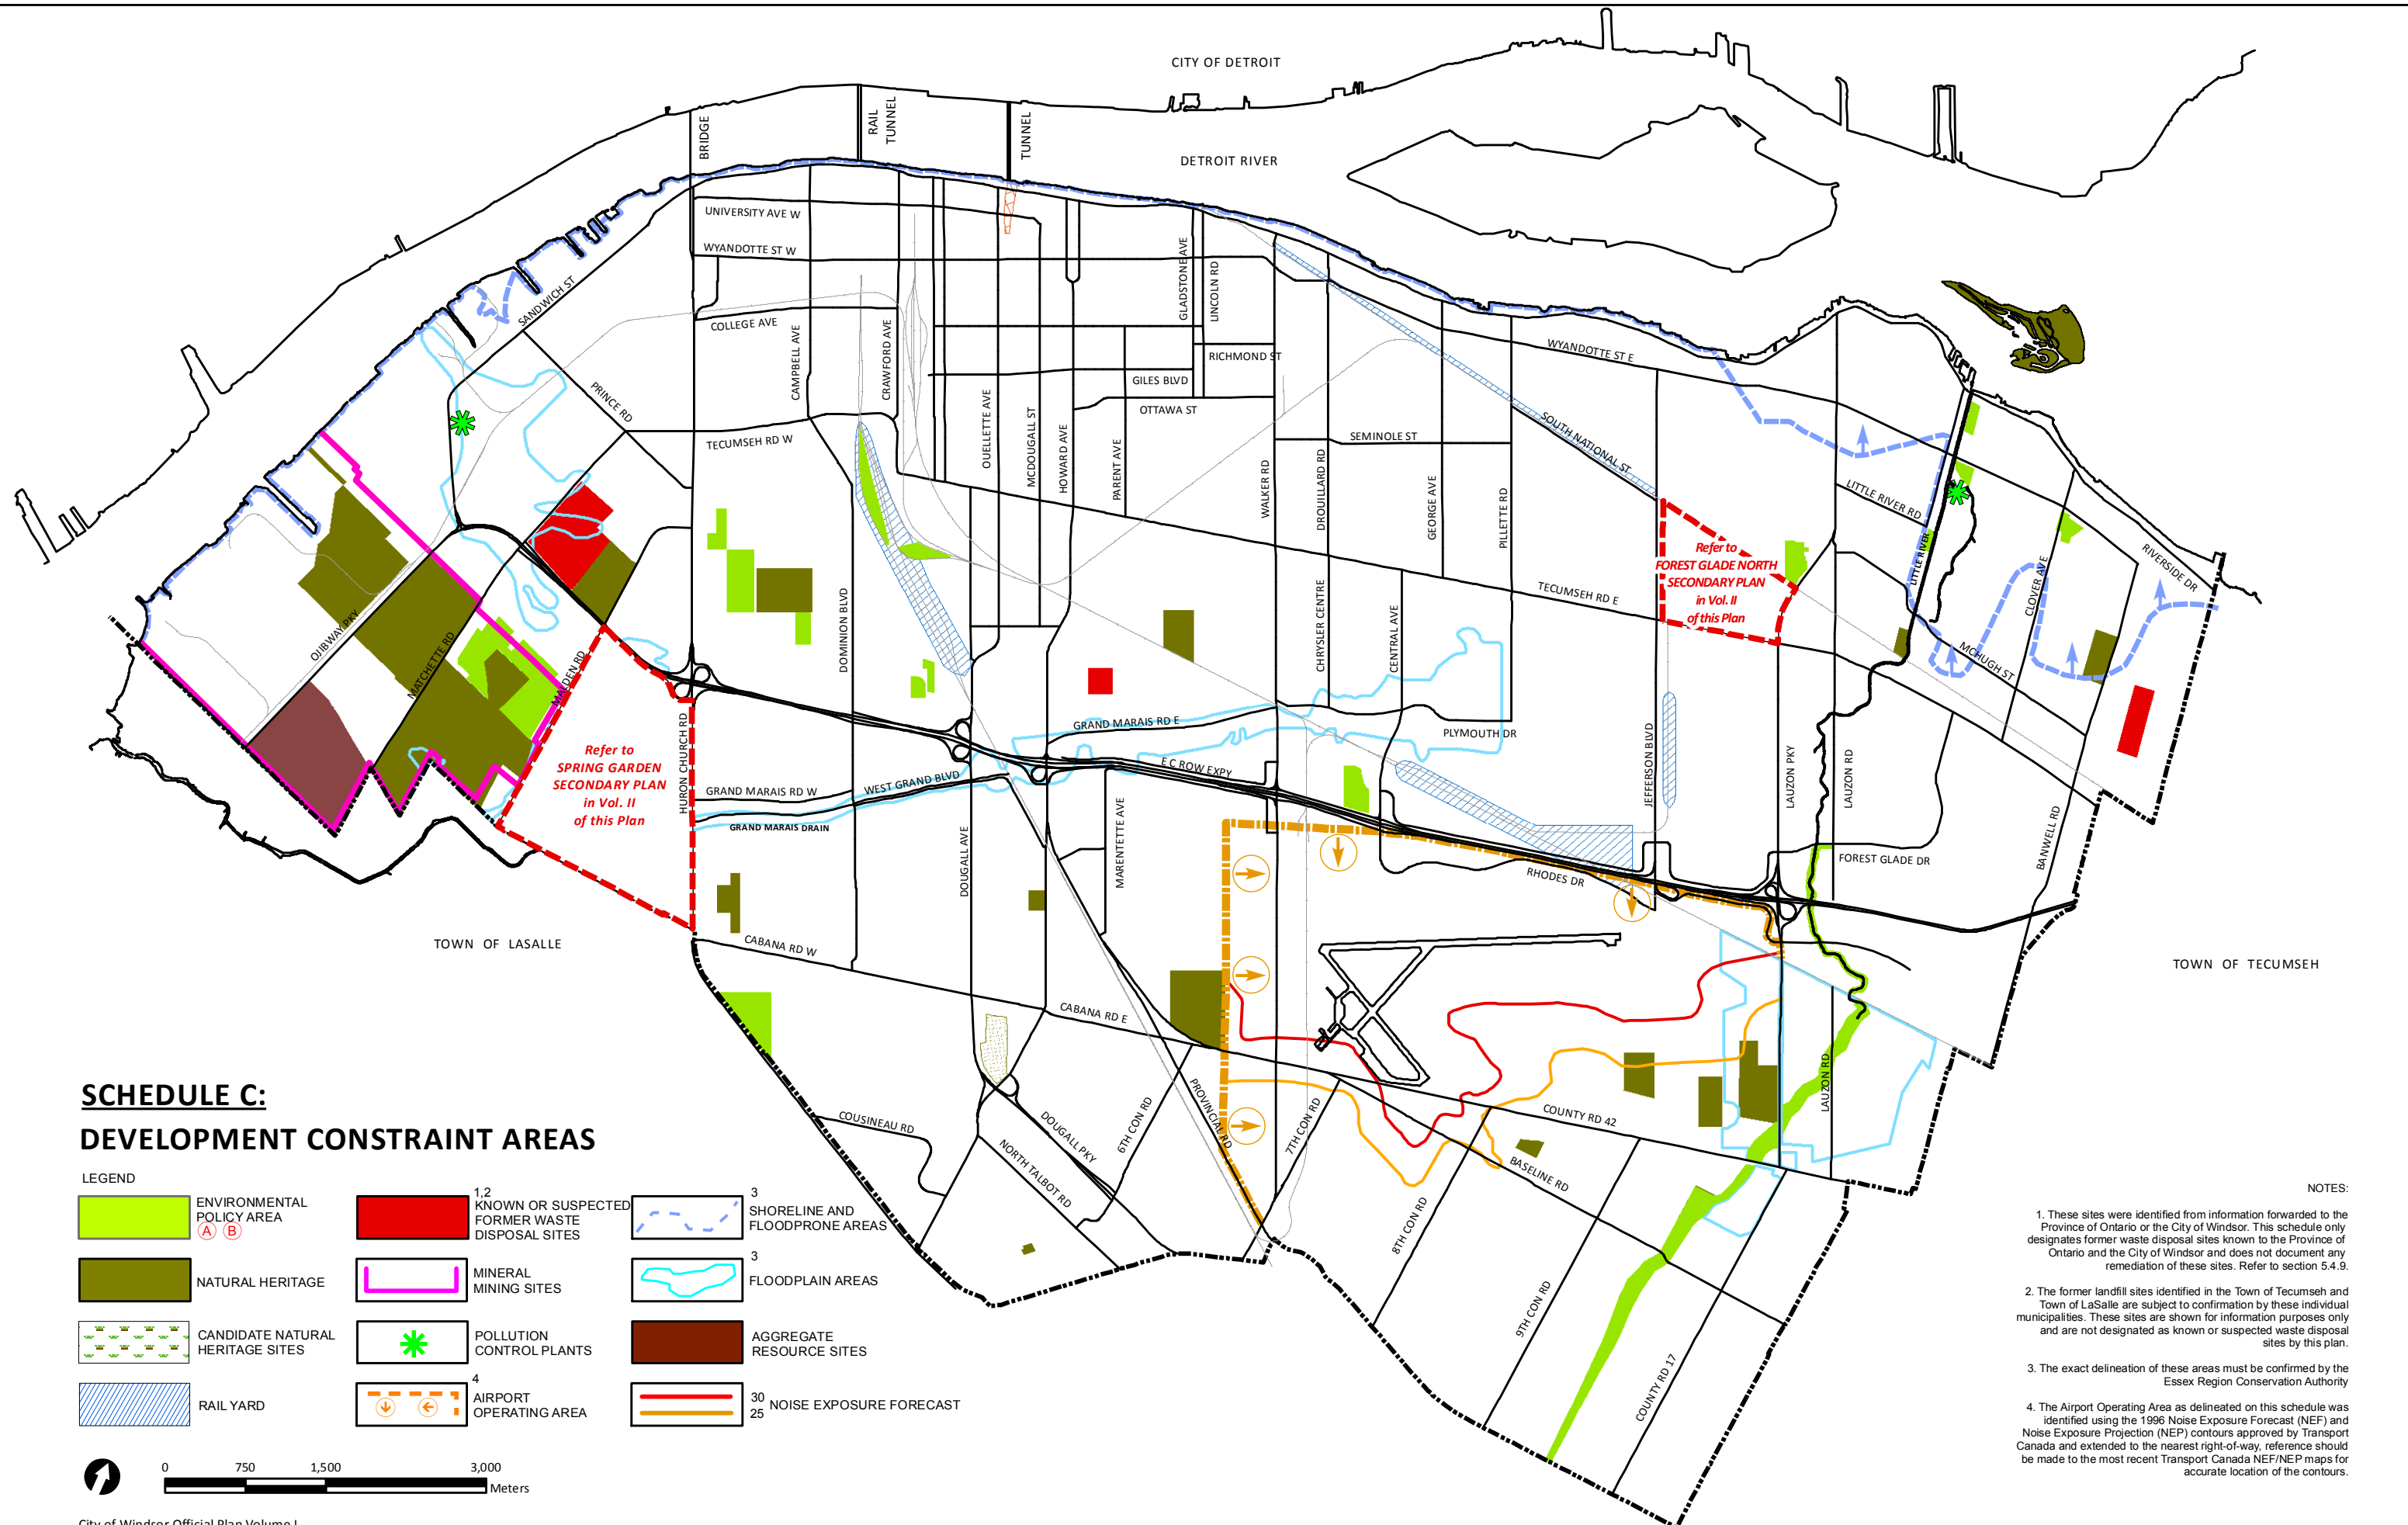 CITY OF DETROIT
BRIDGE
RAIL
TUNNEL
TUNNEL
DETROIT RIVER
UNIVERSITY AVE W
WYANDOTTE ST W
GLADSTONE AVE
LINCOLN RD
SANDWICH ST
COLLEGE AVE
CAMPBELL AVE
CRAWFORD AVE
RICHMOND ST
WYANDOTTE ST E
GILES BLVD
PRINCE RD
OTTAWA ST
OUELLETTE AVE
MCDOUGALL ST
HOWARD AVE
PARENT AVE
TECUMSEH RD W
SEMINOLE ST
SOUTH NATIONAL ST
WALKER RD
DROUILLARD RD
GEORGE AVE
PILLETTE RD
LITTLE RIVER RD
LITTLE RIVER
RIVERSIDE DR
CLOVER AVE
Refer to
FOREST GLADE NORTH
SECONDARY PLAN
in Vol. II
of this Plan
TECUMSEH RD E
DOMINION BLVD
CHRYSLER CENTRE
CENTRAL AVE
OJIBWAY PKY
MATCHETTE RD
MALDEN RD
MCHUGH ST
HURON CHURCH RD
GRAND MARAIS RD E
PLYMOUTH DR
JEFFERSON BLVD
LAUZON PKY
LAUZON RD
Refer to
SPRING GARDEN
SECONDARY PLAN
in Vol. II
of this Plan
E C ROW EXPY
WEST GRAND BLVD
GRAND MARAIS RD W
GRAND MARAIS DRAIN
DOUGALL AVE
MARENTETTE AVE
BANWELL RD
FOREST GLADE DR
RHODES DR
TOWN OF LASALLE
CABANA RD W
TOWN OF TECUMSEH
CABANA RD E
LAUZON RD
PROVINCIAL RD
COUSINEAU RD
DOUGALL PKY
6TH CON RD
7TH CON RD
COUNTY RD 42
NORTH TALBOT RD
BASELINE RD
8TH CON RD
9TH CON RD
COUNTY RD 17
SCHEDULE C:
DEVELOPMENT CONSTRAINT AREAS
LEGEND
ENVIRONMENTAL
POLICY AREA
A B
1,2
KNOWN OR SUSPECTED
FORMER WASTE
DISPOSAL SITES
3
SHORELINE AND
FLOODPRONE AREAS
NATURAL HERITAGE
MINERAL
MINING SITES
3
FLOODPLAIN AREAS
CANDIDATE NATURAL
HERITAGE SITES
POLLUTION
CONTROL PLANTS
AGGREGATE
RESOURCE SITES
RAIL YARD
4
AIRPORT
OPERATING AREA
30
25
NOISE EXPOSURE FORECAST
0 750 1,500 3,000
Meters
City of Windsor Official Plan Volume I
NOTES:
1. These sites were identified from information forwarded to the
Province of Ontario or the City of Windsor. This schedule only
designates former waste disposal sites known to the Province of
Ontario and the City of Windsor and does not document any
remediation of these sites. Refer to section 5.4.9.
2. The former landfill sites identified in the Town of Tecumseh and
Town of LaSalle are subject to confirmation by these individual
municipalities. These sites are shown for information purposes only
and are not designated as known or suspected waste disposal
sites by this plan.
3. The exact delineation of these areas must be confirmed by the
Essex Region Conservation Authority
4. The Airport Operating Area as delineated on this schedule was
identified using the 1996 Noise Exposure Forecast (NEF) and
Noise Exposure Projection (NEP) contours approved by Transport
Canada and extended to the nearest right-of-way, reference should
be made to the most recent Transport Canada NEF/NEP maps for
accurate location of the contours.